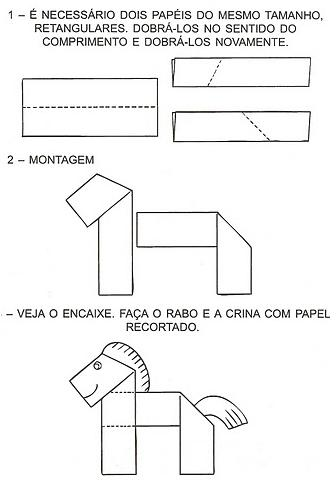 1 – É NECESSÁRIO DOIS PAPÉIS DO MESMO TAMANHO,
RETANGULARES. DOBRÁ-LOS NO SENTIDO DO
COMPRIMENTO E DOBRÁ-LOS NOVAMENTE.
2 – MONTAGEM
– VEJA O ENCAIXE. FAÇA O RABO E A CRINA COM PAPEL
RECORTADO.